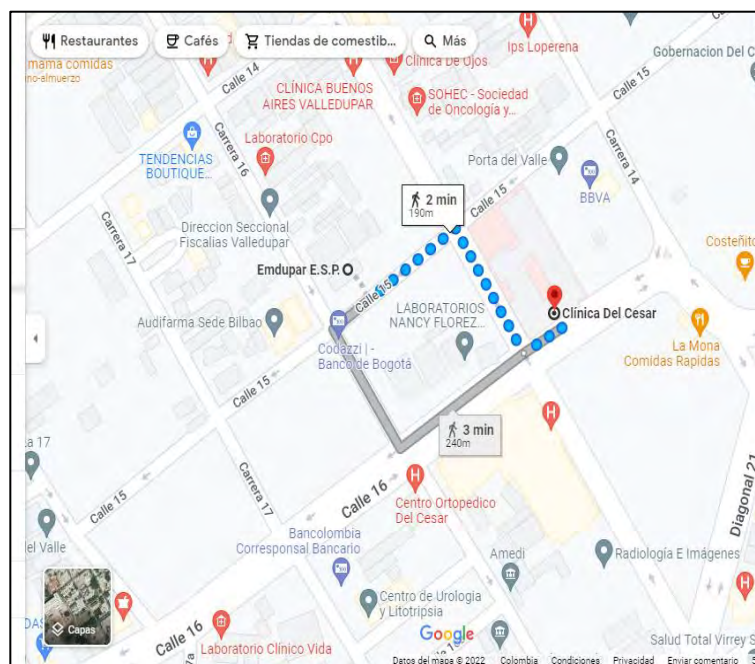 Restaurantes
Cafés
Tiendas de comestib...
Más
Ips Loperena
Gobernacion Del C
mama comidas
no-almuerzo
Calle 14
CLÍNICA BUENOS
AIRES VALLEDUPAR
Clínica De Ojos
SOHEC - Sociedad
de Oncología y...
Carrera 16
Laboratorio Cpo
TENDENCIAS
BOUTIQUE...
Porta del Valle
Calle 15
Carrera 14
BBVA
2 min
190m
Direccion Seccional
Fiscalias Valledupar
Carrera 17
Costeñito
Emdupar E.S.P.
Calle 15
LABORATORIOS
NANCY FLOREZ...
Clínica Del Cesar
Audifarma Sede Bilbao
Codazzi | -
Banco de Bogotá
La Mona
Comidas Rapidas
Calle 15
3 min
240m
a 17
Carrera 17
Calle 15
Calle 16
Centro Ortopedico
Del Cesar
Diagonal 21
del Valle
Bancolombia
Corresponsal Bancario
Amedi
Radiología E Imágenes
Capas
Centro de Urologia
y Litotripsia
DAS
Calle 16
Laboratorio Clínico Vida
Google
Salud Total Virrey S
Datos del mapa © 2022 Colombia Condiciones Privacidad Enviar comentario